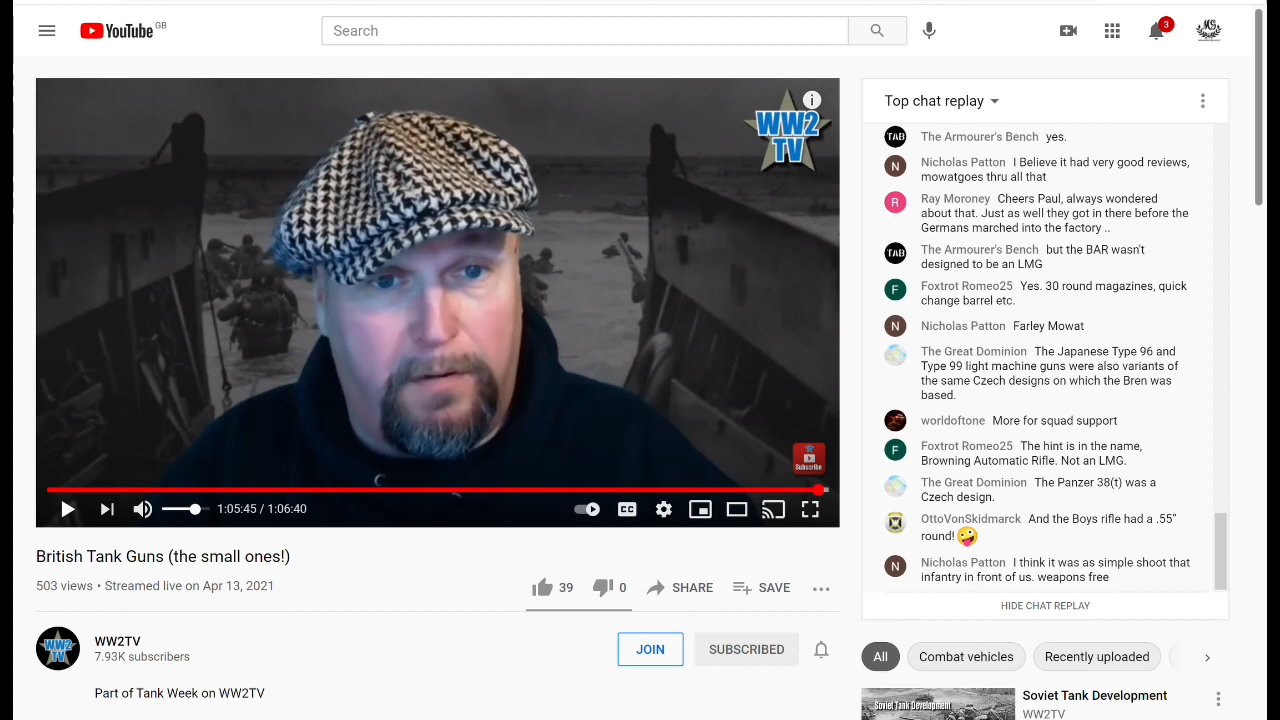 YouTube GB
Search
3
WW2
TV
Subscribe
1:05:45 / 1:06:40
British Tank Guns (the small ones!)
503 views • Streamed live on Apr 13, 2021
39
0
SHARE
SAVE
WW2
TV
WW2TV
7.93K subscribers
JOIN
SUBSCRIBED
Part of Tank Week on WW2TV
Top chat replay
TAB The Armourer's Bench yes.
N Nicholas Patton I Believe it had very good reviews,
mowatgoes thru all that
R Ray Moroney Cheers Paul, always wondered
about that. Just as well they got in there before the
Germans marched into the factory ..
TAB The Armourer's Bench but the BAR wasn't
designed to be an LMG
F Foxtrot Romeo25 Yes. 30 round magazines, quick
change barrel etc.
N Nicholas Patton Farley Mowat
The Great Dominion The Japanese Type 96 and
Type 99 light machine guns were also variants of
the same Czech designs on which the Bren was
based.
worldoftone More for squad support
F Foxtrot Romeo25 The hint is in the name,
Browning Automatic Rifle. Not an LMG.
The Great Dominion The Panzer 38(t) was a
Czech design.
OttoVonSkidmarck And the Boys rifle had a .55"
round!
N Nicholas Patton I think it was as simple shoot that
infantry in front of us. weapons free
HIDE CHAT REPLAY
All
Combat vehicles
Recently uploaded
Soviet Tank Development
Soviet Tank Development
WW2TV